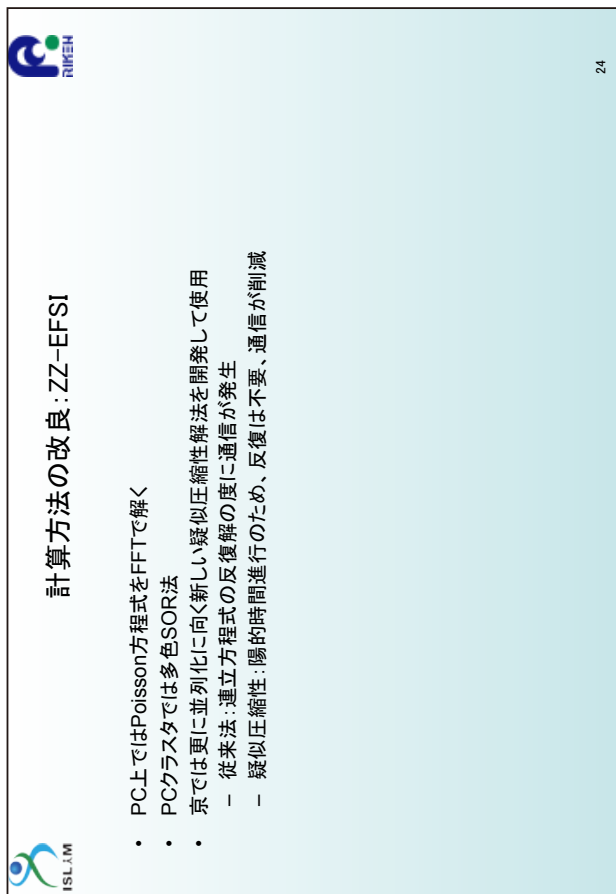 計算方法の改良:ZZ-EFSI
ISLiM
RIKEN
• PC上ではPoisson方程式をFFTで解く
• PCクラスタでは多色SOR法
• 京では更に並列化に向く新しい疑似圧縮性解法を開発して使用
– 従来法:連立方程式の反復解の度に通信が発生
– 疑似圧縮性:陽的時間進行のため、反復は不要、通信が削減
24